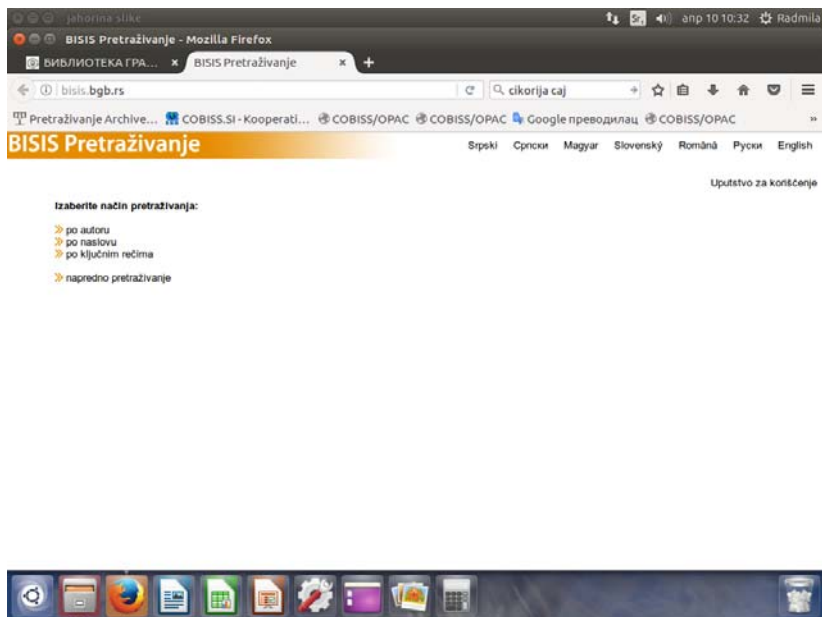 jahorina slike Sr, апр 10 10:32 Radmila
BISIS Pretraživanje - Mozilla Firefox
БИБЛИОТЕКА ГРА... × BISIS Pretraživanje × +
bisis.bgb.rs cikorija caj
Pretraživanje Archive... COBISS.SI - Kooperati... COBISS/OPAC COBISS/OPAC Google преводилац COBISS/OPAC »
BISIS Pretraživanje Srpski Српски Magyar Slovenský Română Руски English
Uputstvo za korišćenje
Izaberite način pretraživanja:
po autoru
po naslovu
po ključnim rečima
napredno pretraživanje